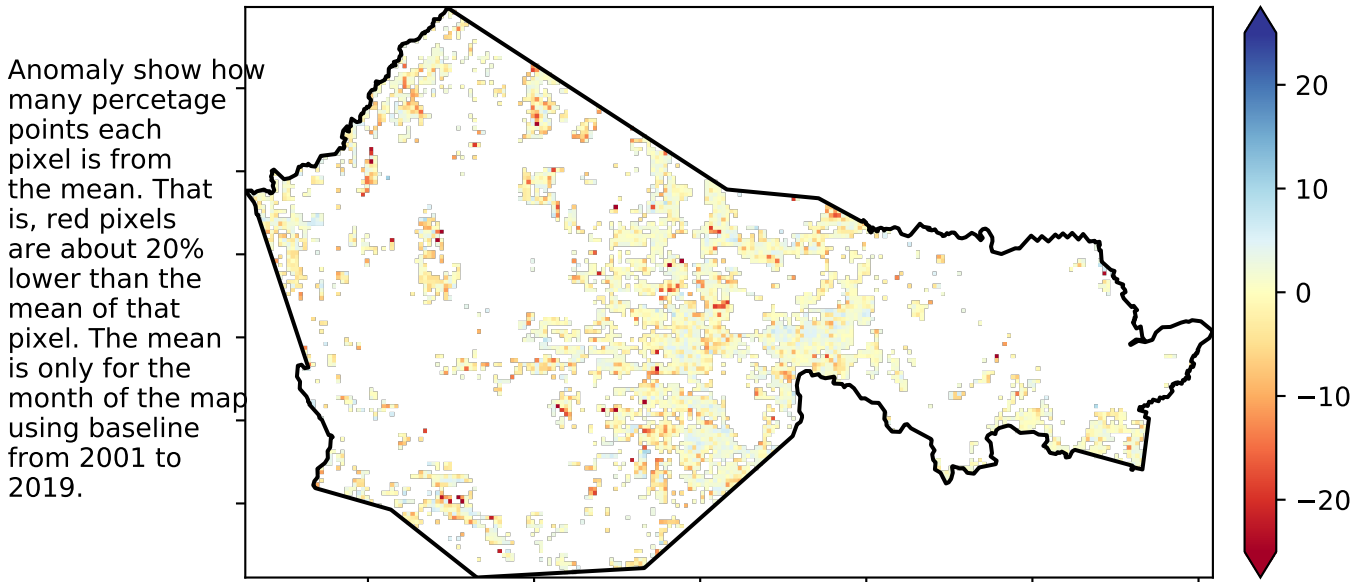 Anomaly show how
many percetage
points each
pixel is from
the mean. That
is, red pixels
are about 20%
lower than the
mean of that
pixel. The mean
is only for the
month of the map
using baseline
from 2001 to
2019.
20
10
0
−10
−20